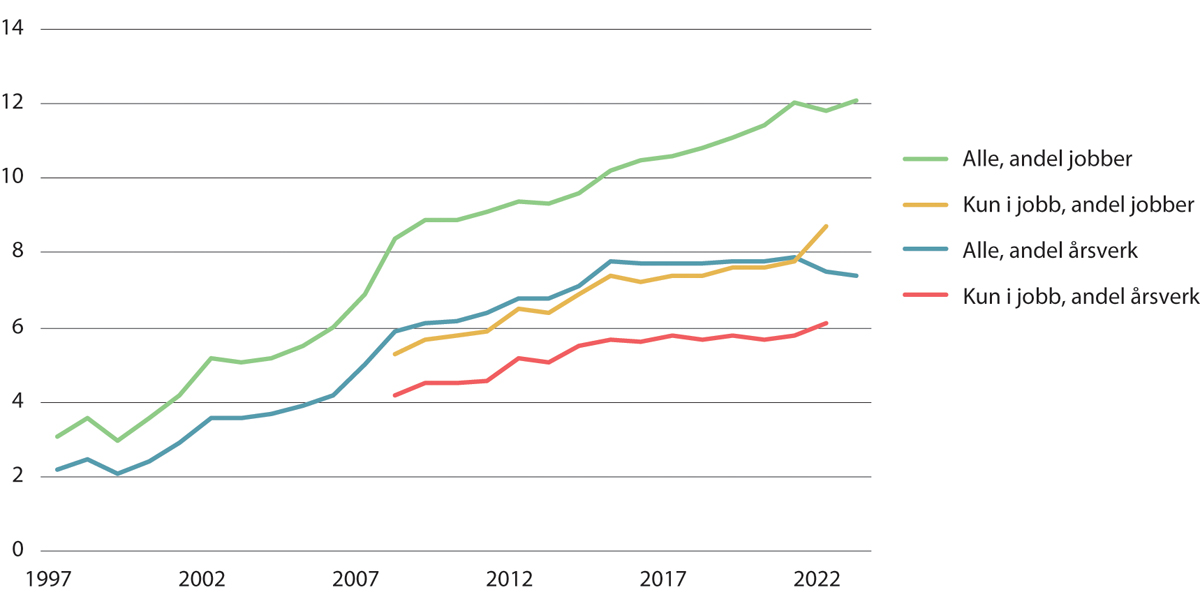 14
12
10
8
6
4
2
0
1997 2002 2007 2012 2017 2022
Alle, andel jobber
Kun i jobb, andel jobber
Alle, andel årsverk
Kun i jobb, andel årsverk